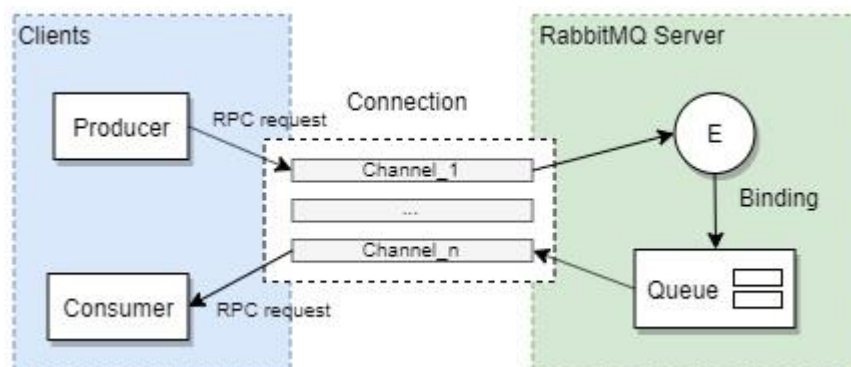 Clients
RabbitMQ Server
Connection
Producer
RPC request
Channel_1
E
...
Binding
Channel_n
Queue
Consumer
RPC request